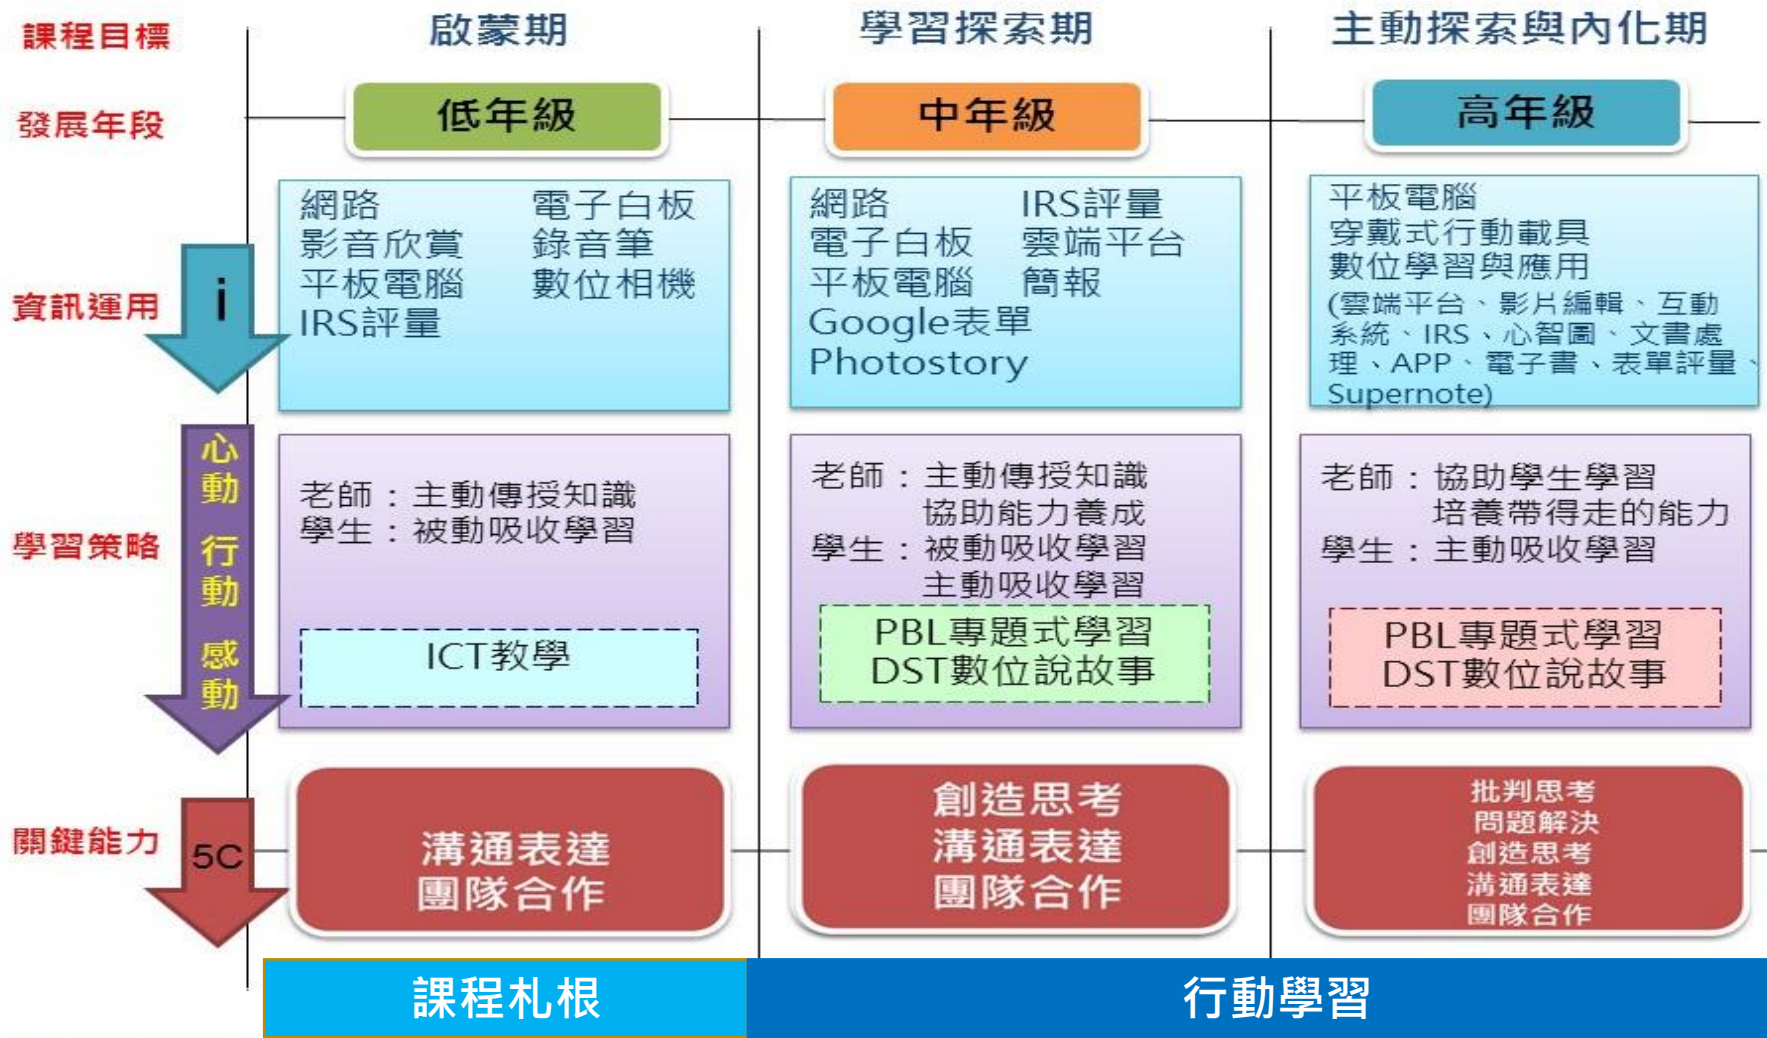 課程目標
啟蒙期
學習探索期
主動探索與內化期
發展年段
低年級
中年級
高年級
資訊運用
i
網路 電子白板
影音欣賞 錄音筆
平板電腦 數位相機
IRS評量
網路 IRS評量
電子白板 雲端平台
平板電腦 簡報
Google表單
Photostory
平板電腦
穿戴式行動載具
數位學習與應用
(雲端平台、影片編輯、互動
系統、IRS、心智圖、文書處
理、APP、電子書、表單評量、
Supernote)
學習策略
心動 行動 感動
老師：主動傳授知識
學生：被動吸收學習
ICT教學
老師：主動傳授知識
協助能力養成
學生：被動吸收學習
主動吸收學習
PBL專題式學習
DST數位說故事
老師：協助學生學習
培養帶得走的能力
學生：主動吸收學習
PBL專題式學習
DST數位說故事
關鍵能力
5C
溝通表達
團隊合作
創造思考
溝通表達
團隊合作
批判思考
問題解決
創造思考
溝通表達
團隊合作
課程札根
行動學習